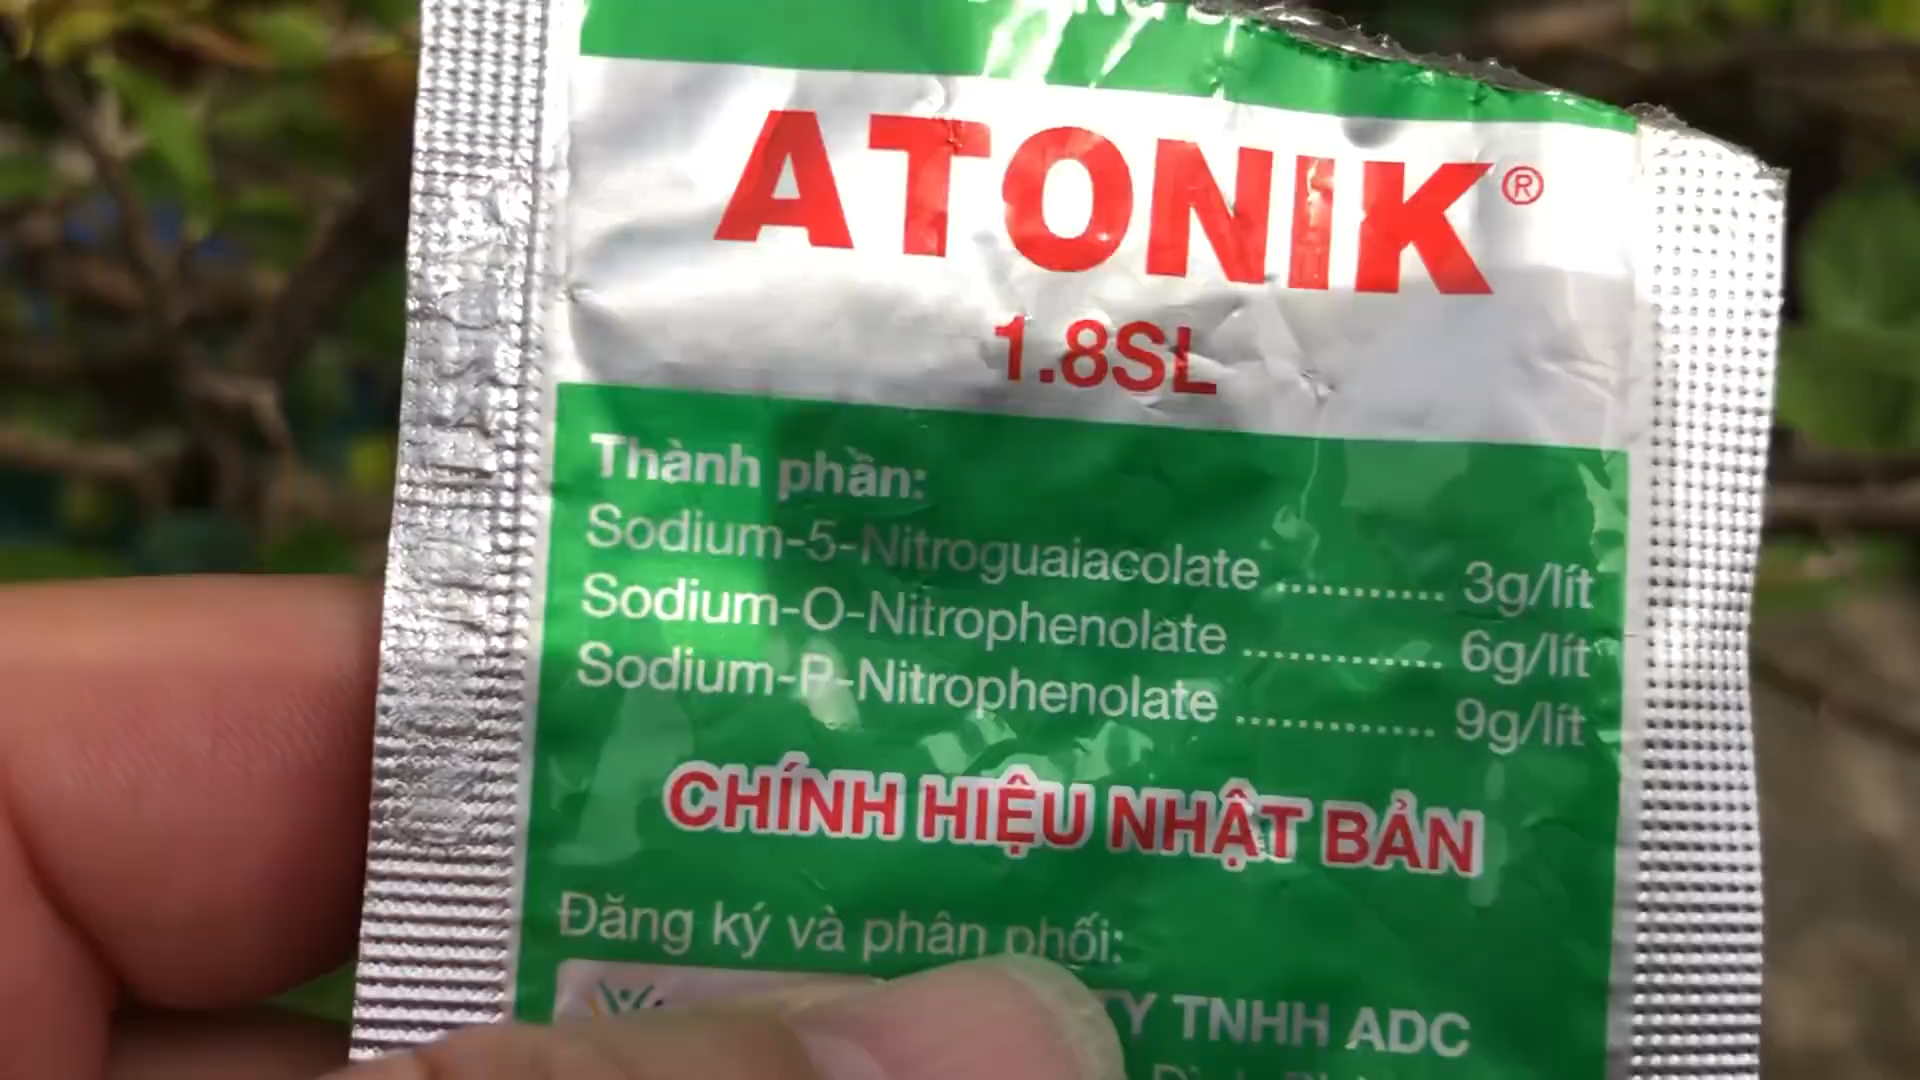 ATONIK®
1.8SL
Thành phần:
Sodium-5-Nitroguaiacolate ........... 3g/lít
Sodium-O-Nitrophenolate ............. 6g/lít
Sodium-P-Nitrophenolate ............. 9g/lít
CHÍNH HIỆU NHẬT BẢN
Đăng ký và phân phối:
TY TNHH ADC